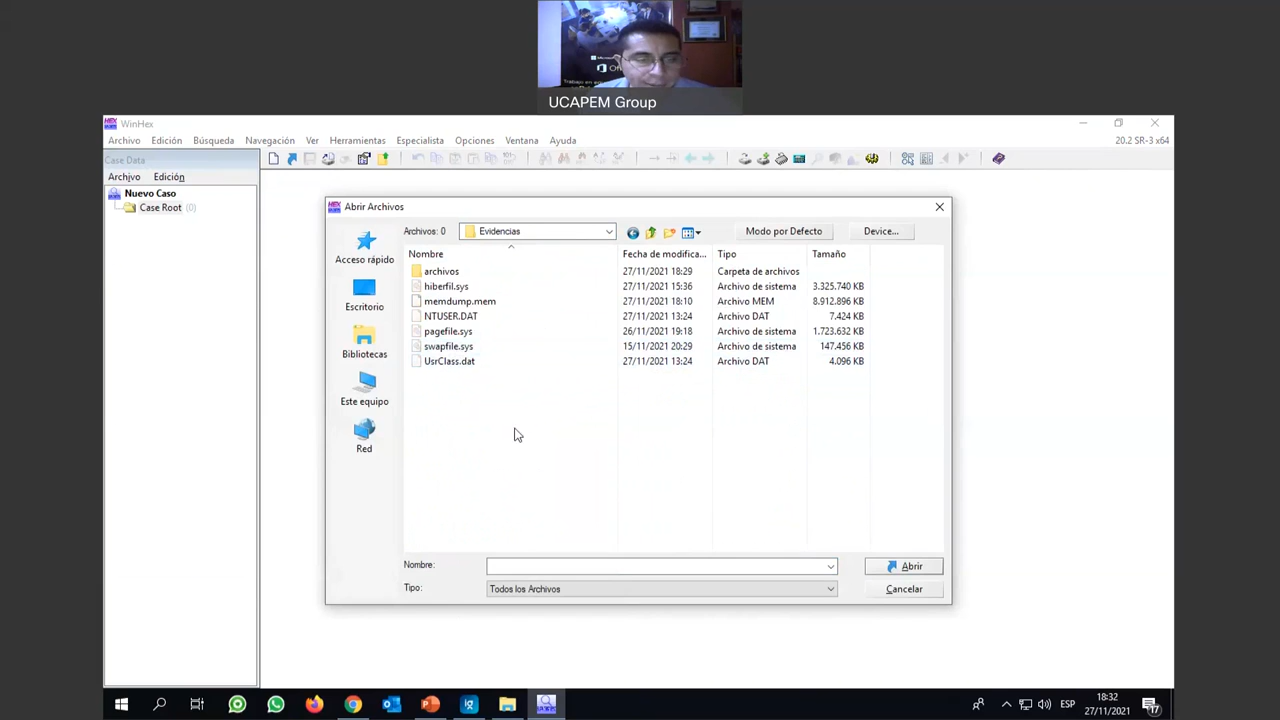 UCAPEM Group
WinHex
Archivo Edición Búsqueda Navegación Ver Herramientas Especialista Opciones Ventana Ayuda 20.2 SR-3 x64
Case Data
Archivo Edición
Nuevo Caso
Case Root (0)
Abrir Archivos
Archivos: 0 Evidencias Modo por Defecto Device...
Nombre Fecha de modifica... Tipo Tamaño
archivos 27/11/2021 18:29 Carpeta de archivos
hiberfil.sys 27/11/2021 15:36 Archivo de sistema 3.325.740 KB
memdump.mem 27/11/2021 18:10 Archivo MEM 8.912.896 KB
NTUSER.DAT 27/11/2021 13:24 Archivo DAT 7.424 KB
pagefile.sys 26/11/2021 19:18 Archivo de sistema 1.723.632 KB
swapfile.sys 15/11/2021 20:29 Archivo de sistema 147.456 KB
UsrClass.dat 27/11/2021 13:24 Archivo DAT 4.096 KB
Acceso rápido
Escritorio
Bibliotecas
Este equipo
Red
Nombre: Abrir
Tipo: Todos los Archivos Cancelar
ESP
18:32
27/11/2021
17